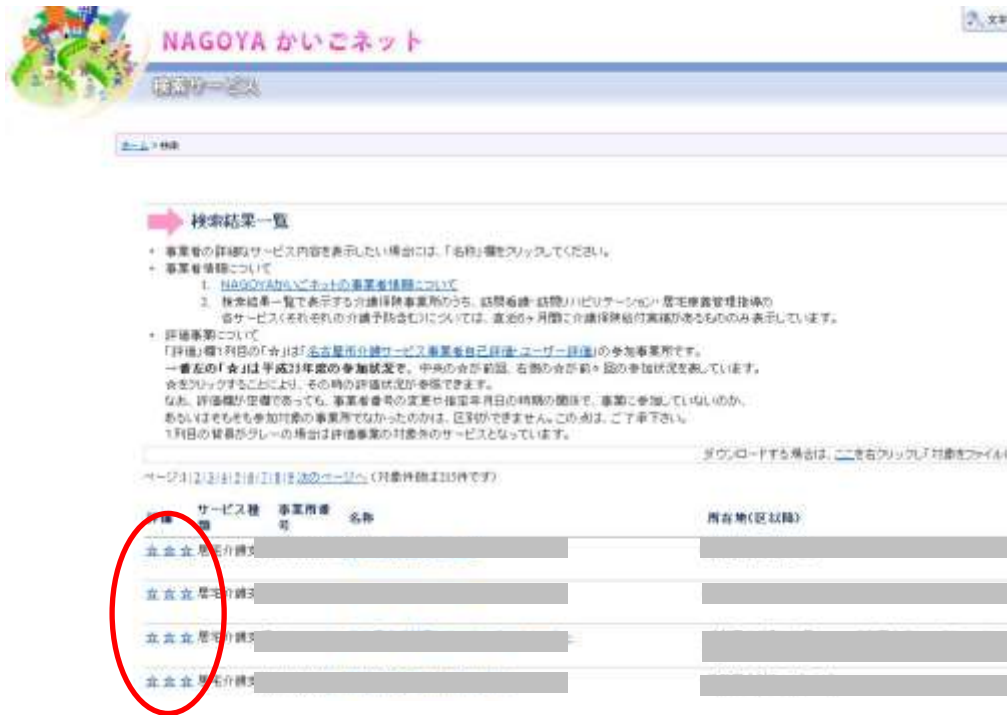 文
NAGOYA かいごネット
検索サービス
ホーム > 検索
検索結果一覧
・ 事業者の詳細なサービス内容を表示したい場合には、「名称」欄をクリックしてください。
・ 事業者情報について
1. NAGOYAかいごネットの事業者情報について
2. 検索結果一覧で表示する介護保険事業所のうち、訪問看護・訪問リハビリテーション・居宅療養管理指導の
各サービス(それぞれの介護予防含む)については、直近6ヶ月間に介護保険給付実績があるもののみ表示しています。
・ 評価事業について
「評価」欄1列目の「☆」は「名古屋市介護サービス事業者自己評価・ユーザー評価」の参加事業所です。
一番左の「☆」は平成23年度の参加状況で、中央の☆が前回、右側の☆が前々回の参加状況を表しています。
☆をクリックすることにより、その時の評価状況が参照できます。
なお、評価欄が空欄であっても、事業者番号の変更や指定年月日の時期の関係で、事業に参加していないのか、
あるいはそもそも参加対象の事業所でなかったのかは、区別ができません。この点は、ご了承下さい。
1列目の背景がグレーの場合は評価事業の対象外のサービスとなっています。
ダウンロードする場合は、ここを右クリックし「対象をファイル
ページ:1|2|3|4|5|6|7|8|9 次のページへ (対象件数は
評価 サービス種類 事業所番号 名称 所在地(区以降)
☆ ☆ ☆ 居宅介護支
☆ ☆ ☆ 居宅介護支
☆ ☆ ☆ 居宅介護支
☆ ☆ ☆ 居宅介護支